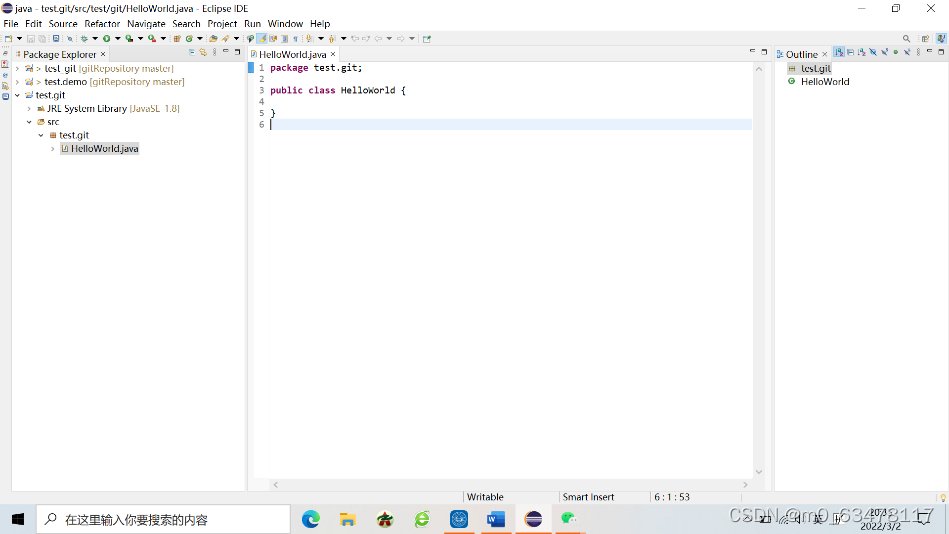 java - test.git/src/test/git/HelloWorld.java - Eclipse IDE
File Edit Source Refactor Navigate Search Project Run Window Help
Package Explorer
> test git [gitRepository master]
> test.demo [gitRepository master]
test.git
JRE System Library [JavaSE-1.8]
src
test.git
HelloWorld.java
HelloWorld.java
1 package test.git;
2
3 public class HelloWorld {
4
5 }
6
Outline
test.git
HelloWorld
Writable Smart Insert 6 : 1 : 53
在这里输入你要搜索的内容
英
2022/3/2
CSDN @m0_63478117